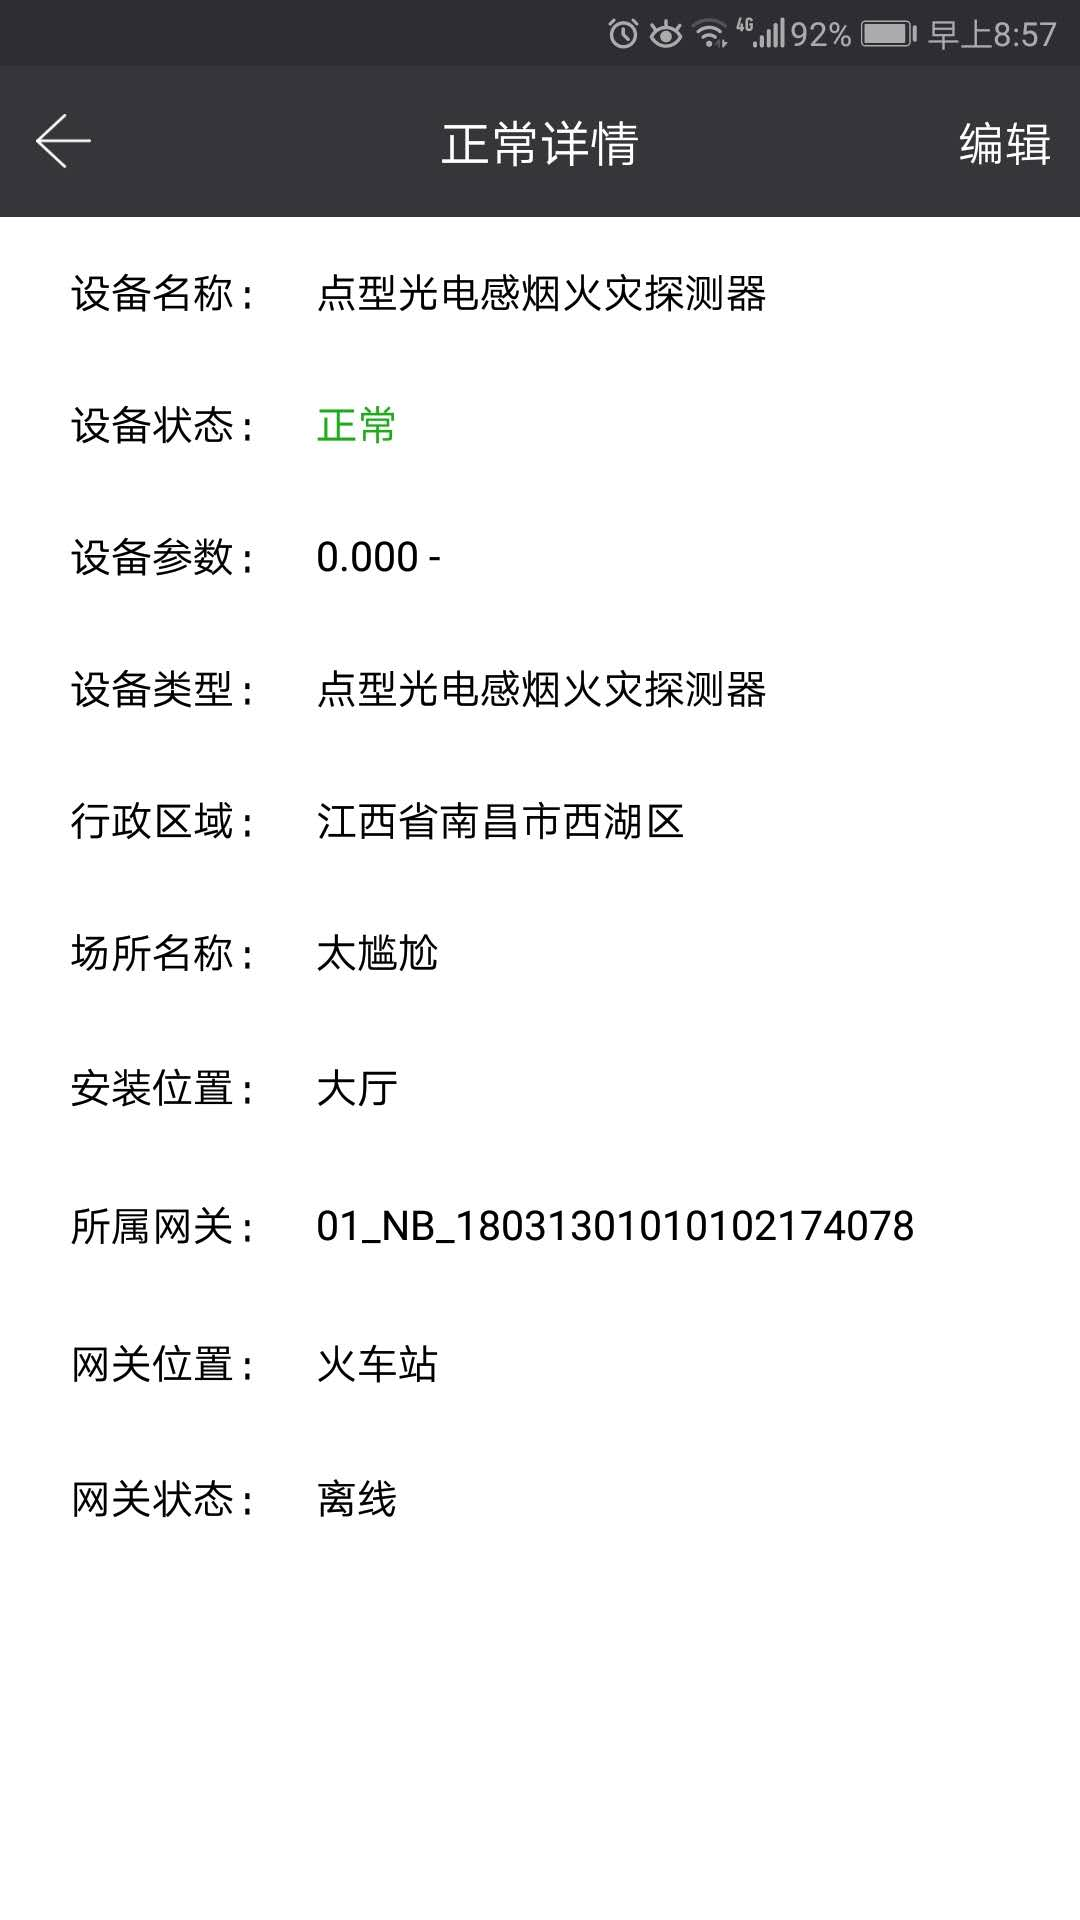 4G 92% 早上8:57
正常详情 编辑
设备名称: 点型光电感烟火灾探测器
设备状态: 正常
设备参数: 0.000 -
设备类型: 点型光电感烟火灾探测器
行政区域: 江西省南昌市西湖区
场所名称: 太尴尬
安装位置: 大厅
所属网关: 01_NB_18031301010102174078
网关位置: 火车站
网关状态: 离线